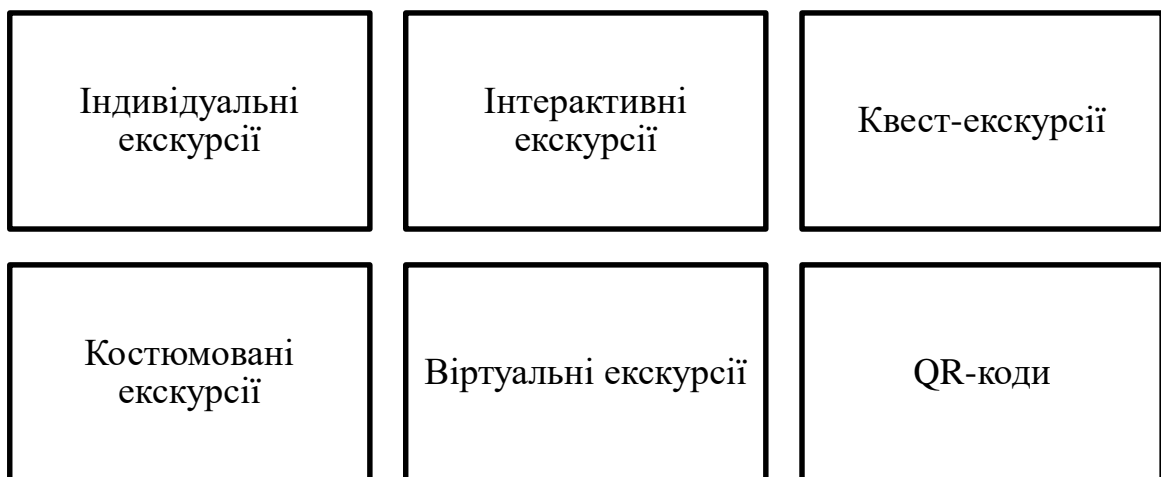 Індивідуальні
екскурсії
Інтерактивні
екскурсії
Квест-екскурсії
Костюмовані
екскурсії
Віртуальні екскурсії
QR-коди